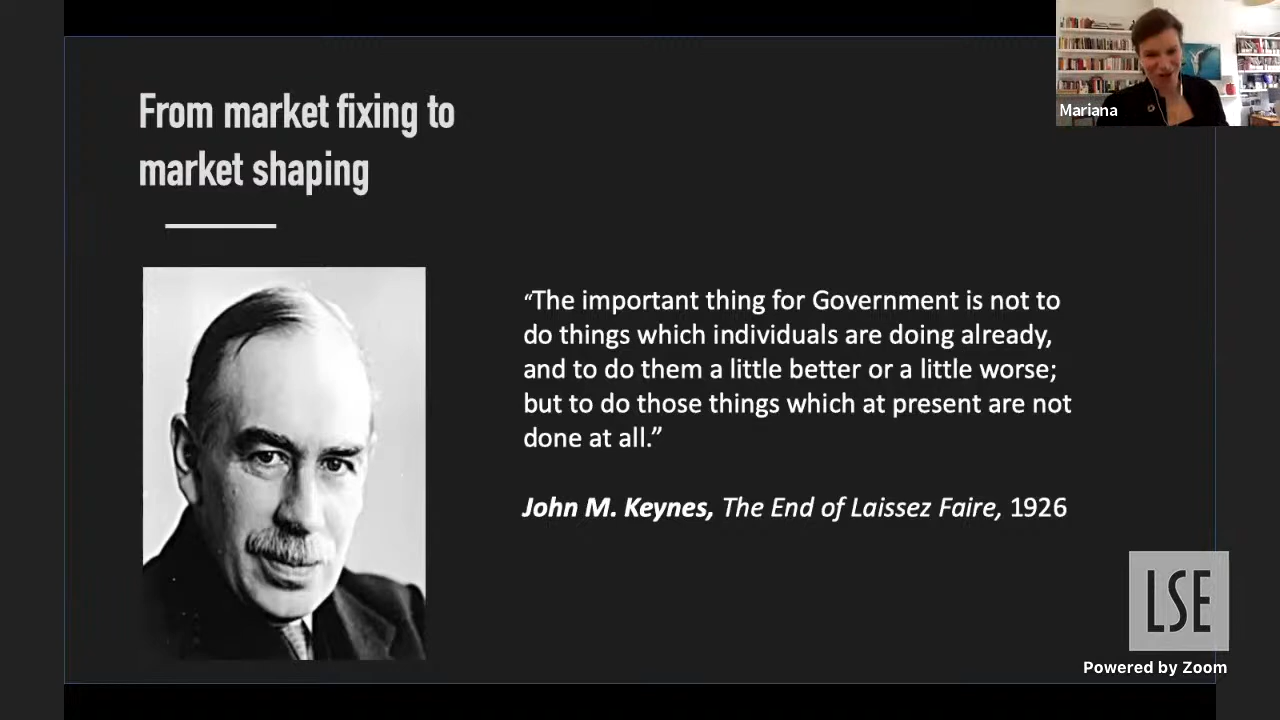 From market fixing to
market shaping
Mariana
“The important thing for Government is not to
do things which individuals are doing already,
and to do them a little better or a little worse;
but to do those things which at present are not
done at all.”
John M. Keynes, The End of Laissez Faire, 1926
LSE
Powered by Zoom